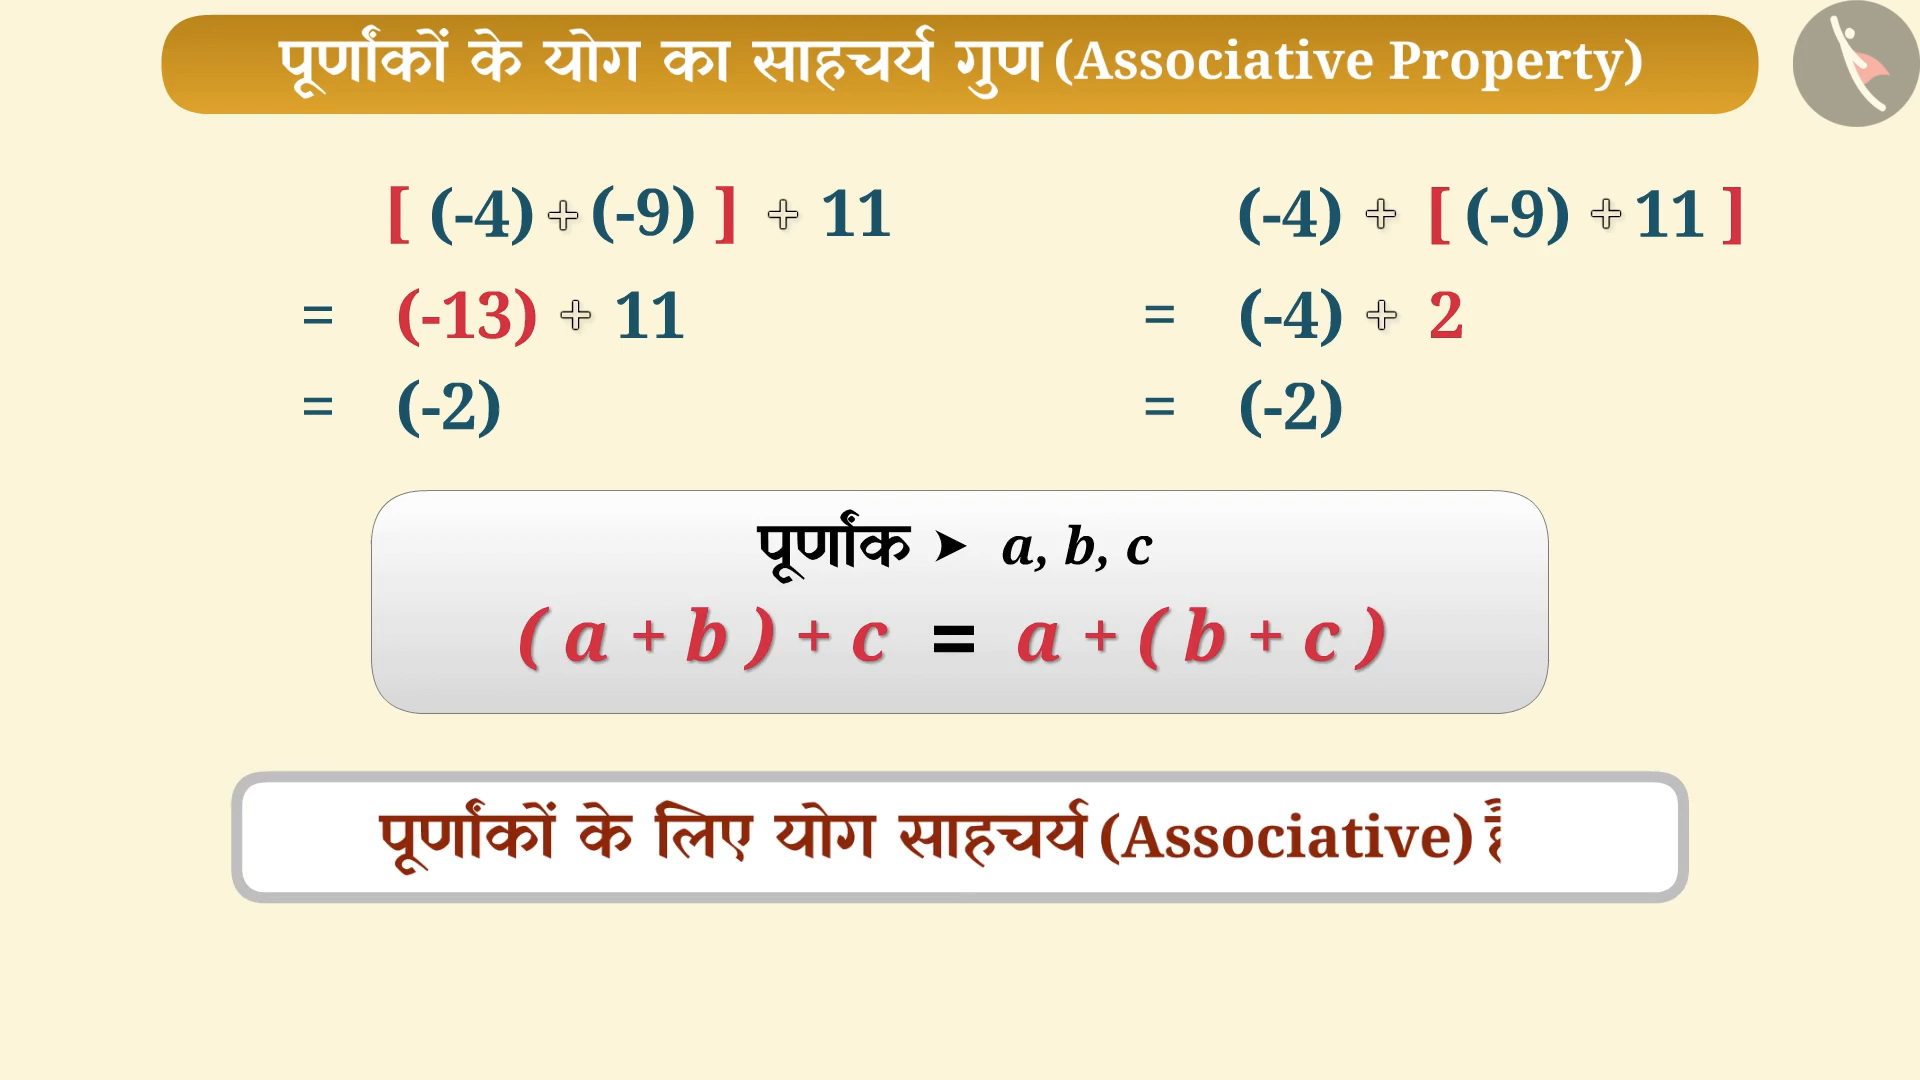 पूर्णांकों के योग का साहचर्य गुण (Associative Property)
[ (-4) + (-9) ] + 11
= (-13) + 11
= (-2)
(-4) + [ (-9) + 11 ]
= (-4) + 2
= (-2)
पूर्णांक ➤ a, b, c
( a + b ) + c = a + ( b + c )
पूर्णांकों के लिए योग साहचर्य (Associative)